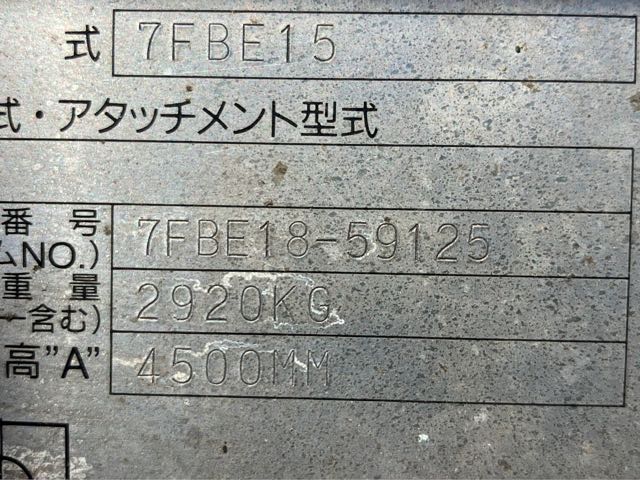 式 7FBE15
式・アタッチメント型式
番号 7FBE18-59125
ムNO.)
重量 2920KG
ー含む)
高"A" 4500MM